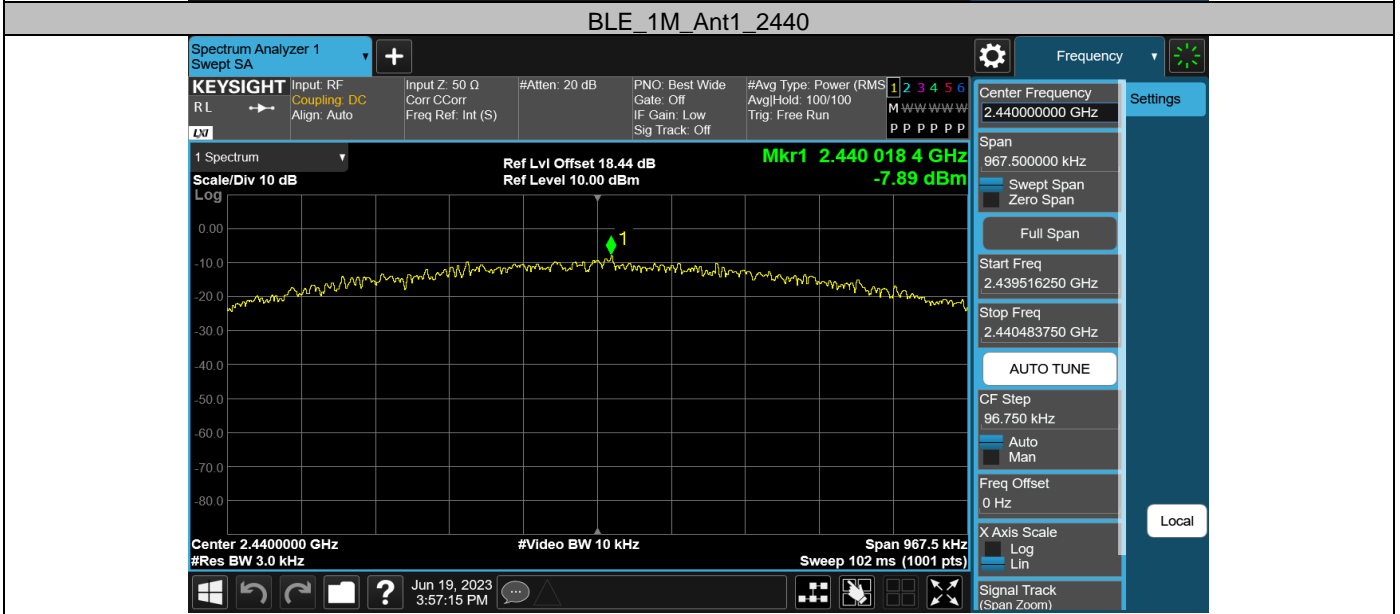 BLE_1M_Ant1_2440
Spectrum Analyzer 1
Swept SA
+
Frequency
KEYSIGHT
RL
LXI
Input: RF
Coupling: DC
Align: Auto
Input Z: 50 Ω
Corr CCorr
Freq Ref: Int (S)
#Atten: 20 dB
PNO: Best Wide
Gate: Off
IF Gain: Low
Sig Track: Off
#Avg Type: Power (RMS
Avg|Hold: 100/100
Trig: Free Run
1 2 3 4 5 6
M W W W W W
P P P P P P
1 Spectrum
Scale/Div 10 dB
Ref Lvl Offset 18.44 dB
Ref Level 10.00 dBm
Mkr1 2.440 018 4 GHz
-7.89 dBm
Log
0.00
-10.0
-20.0
-30.0
-40.0
-50.0
-60.0
-70.0
-80.0
1
Center 2.4400000 GHz
#Res BW 3.0 kHz
#Video BW 10 kHz
Span 967.5 kHz
Sweep 102 ms (1001 pts)
Center Frequency
2.440000000 GHz
Span
967.500000 kHz
Swept Span
Zero Span
Full Span
Start Freq
2.439516250 GHz
Stop Freq
2.440483750 GHz
AUTO TUNE
CF Step
96.750 kHz
Auto
Man
Freq Offset
0 Hz
X Axis Scale
Log
Lin
Signal Track
(Span Zoom)
Settings
Local
?
Jun 19, 2023
3:57:15 PM